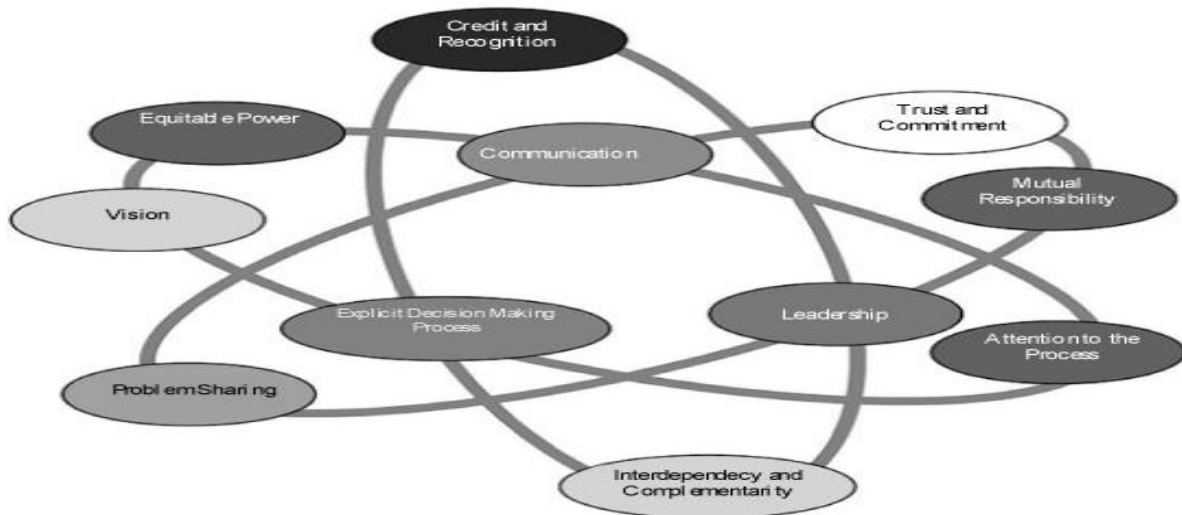 Credit and
Recognition
Equitable Power
Trust and
Commitment
Communication
Mutual
Responsibility
Vision
Explicit Decision Making
Process
Leadership
Attention to the
Process
Problem Sharing
Interdependecy and
Complementarity